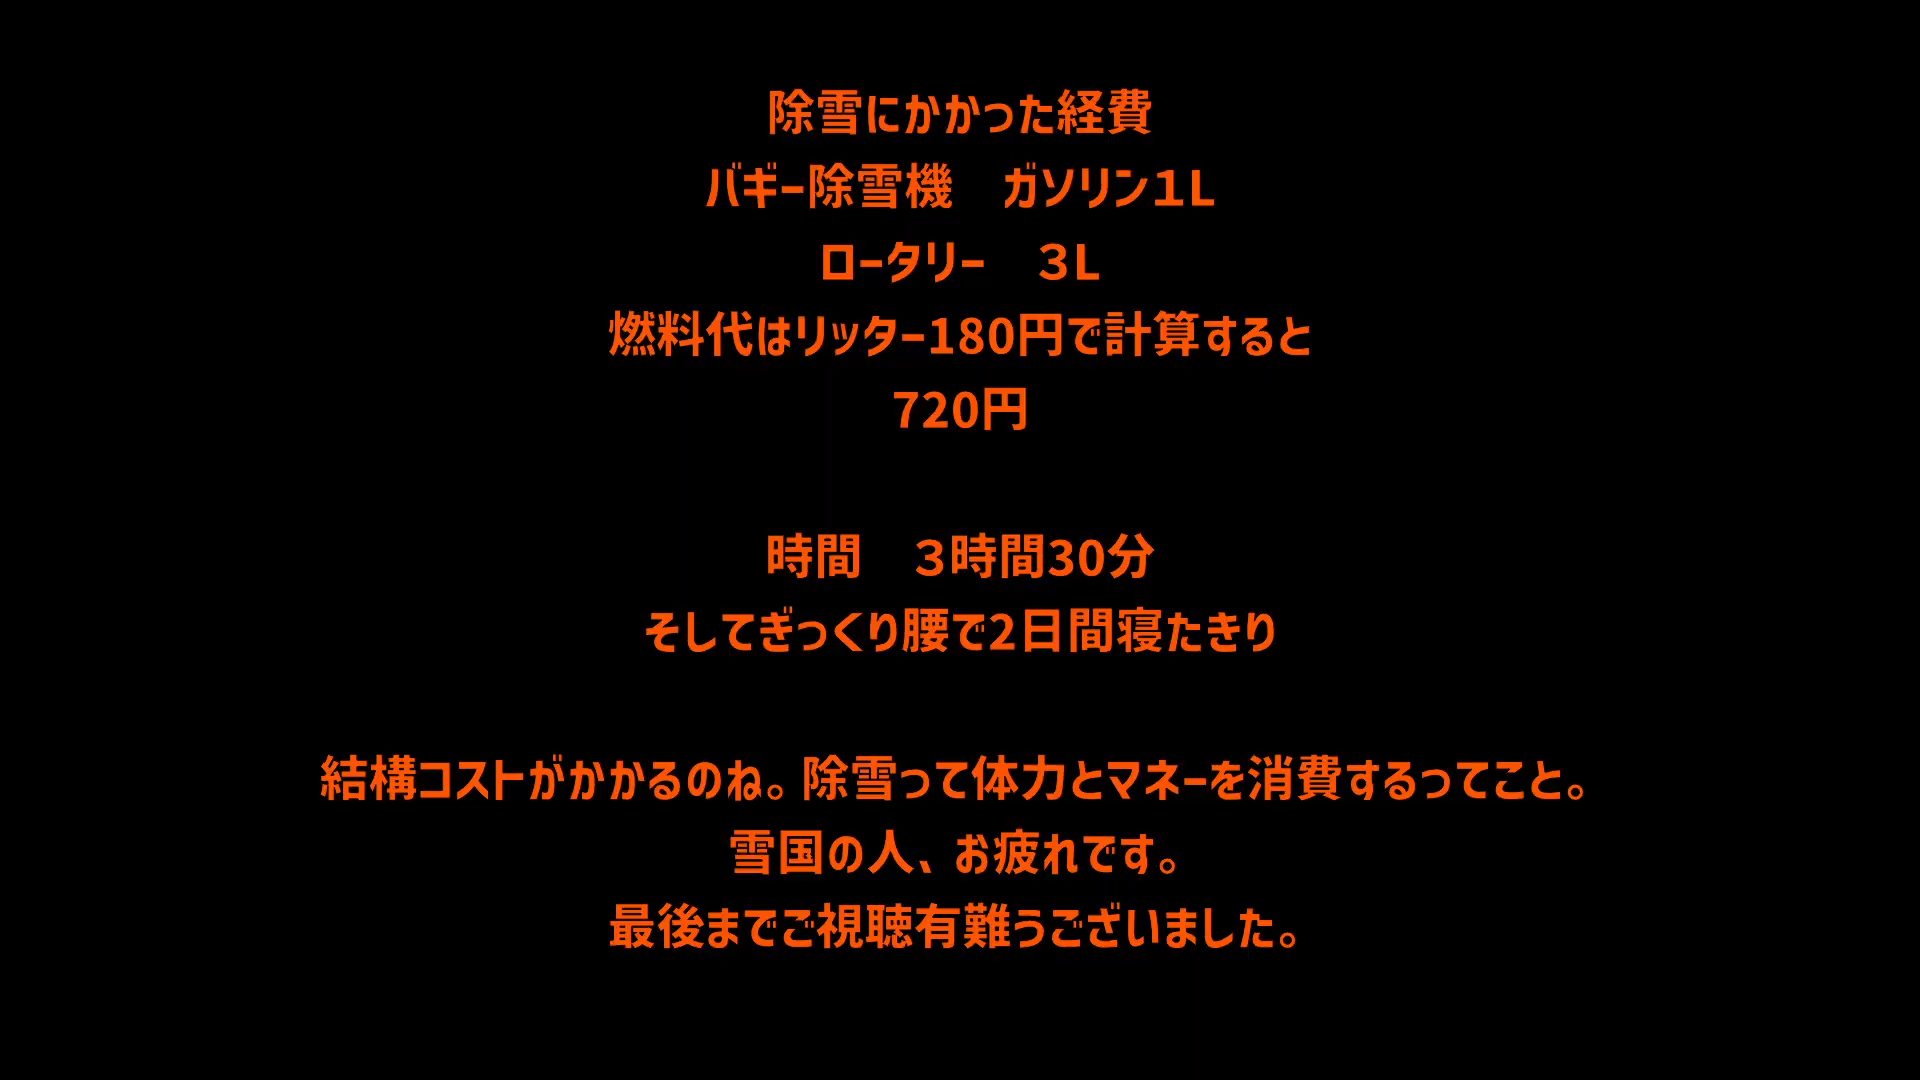 除雪にかかった経費
バギー除雪機　ガソリン１L
ロータリー　３L
燃料代はリッター180円で計算すると
720円
時間　３時間30分
そしてぎっくり腰で2日間寝たきり
結構コストがかかるのね。除雪って体力とマネーを消費するってこと。
雪国の人、お疲れです。
最後までご視聴有難うございました。